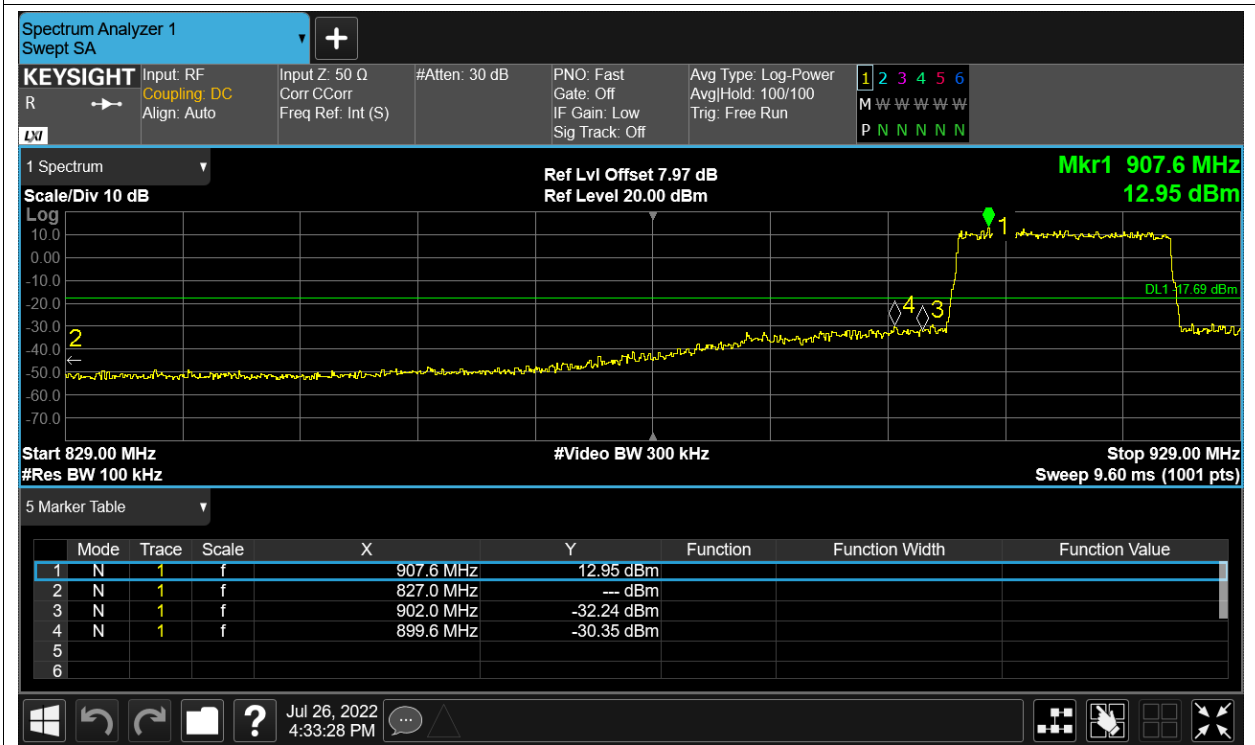 Spectrum Analyzer 1
Swept SA
+
KEYSIGHT Input: RF Input Z: 50 Ω #Atten: 30 dB PNO: Fast Avg Type: Log-Power 1 2 3 4 5 6
R Coupling: DC Corr CCorr Gate: Off Avg|Hold: 100/100 M W W W W W
Align: Auto Freq Ref: Int (S) IF Gain: Low Trig: Free Run
LXI Sig Track: Off P N N N N N
1 Spectrum Ref Lvl Offset 7.97 dB Mkr1 907.6 MHz
Scale/Div 10 dB Ref Level 20.00 dBm 12.95 dBm
Log
1
10.0
0.00
-10.0
DL1 -17.69 dBm
-20.0
4 3
-30.0
2
-40.0
-50.0
-60.0
-70.0
Start 829.00 MHz #Video BW 300 kHz Stop 929.00 MHz
#Res BW 100 kHz Sweep 9.60 ms (1001 pts)
5 Marker Table
Mode Trace Scale X Y Function Function Width Function Value
1 N 1 f 907.6 MHz 12.95 dBm
2 N 1 f 827.0 MHz --- dBm
3 N 1 f 902.0 MHz -32.24 dBm
4 N 1 f 899.6 MHz -30.35 dBm
5
6
? Jul 26, 2022
4:33:28 PM